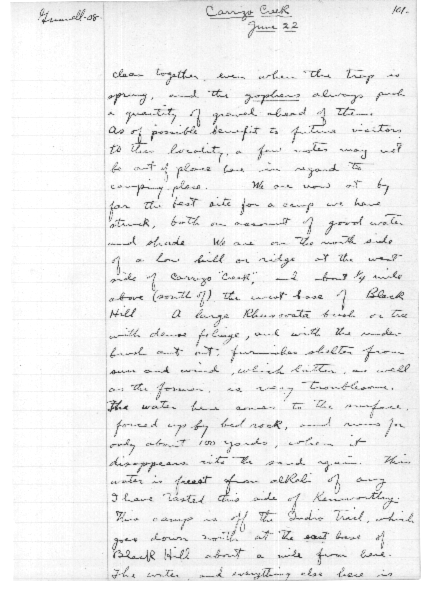 Grinnell-08
Carrizo Creek
June 22
101.
clean together, even when the trap is
sprung, and the gophers always push
a quantity of gravel ahead of them.
As of possible benefit to future visitors
to this locality, a few notes may not
be out of place here in regard to
camping place. We are now at by
far the best site for a camp we have
struck, both on account of good water
and shade. We are on the north side
of a low hill or ridge at the west
side of Carrizo "Creek", and about 1/4 mile
above (south of) the west base of Black
Hill. A large Rhus ovata bush or tree
with dense foliage, and with the under-
brush cut out, furnishes shelter from
sun and wind, which latter, as well
as the former, is very troublesome.
The water here comes to the surface,
forced up by bed rock, and runs for
only about 100 yards, when it
disappears into the sand again. This
water is freest from alkali of any
I have tasted this side of Kenworthy.
This camp is off the Indio Trail, which
goes down north at the east base of
Black Hill about a mile from here.
The water, and everything else here is